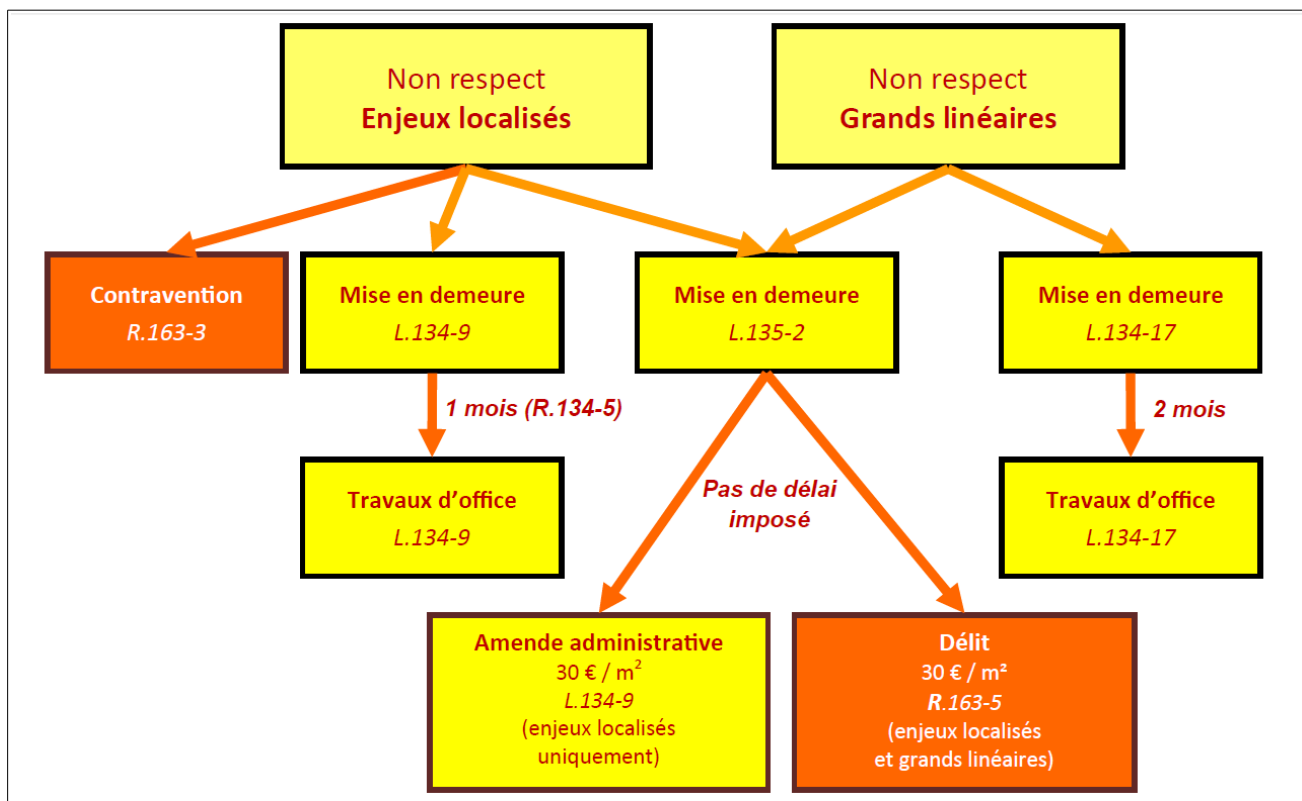 Non respect
Enjeux localisés
Non respect
Grands linéaires
Contravention
R.163-3
Mise en demeure
L.134-9
Mise en demeure
L.135-2
Mise en demeure
L.134-17
1 mois (R.134-5)
2 mois
Travaux d’office
L.134-9
Pas de délai
imposé
Travaux d’office
L.134-17
Amende administrative
30 € / m²
L.134-9
(enjeux localisés
uniquement)
Délit
30 € / m²
R.163-5
(enjeux localisés
et grands linéaires)